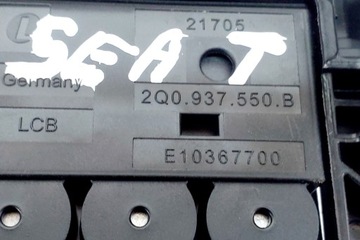 21705
SEAT
Germany
2Q0.937.550.B
LCB
E10367700